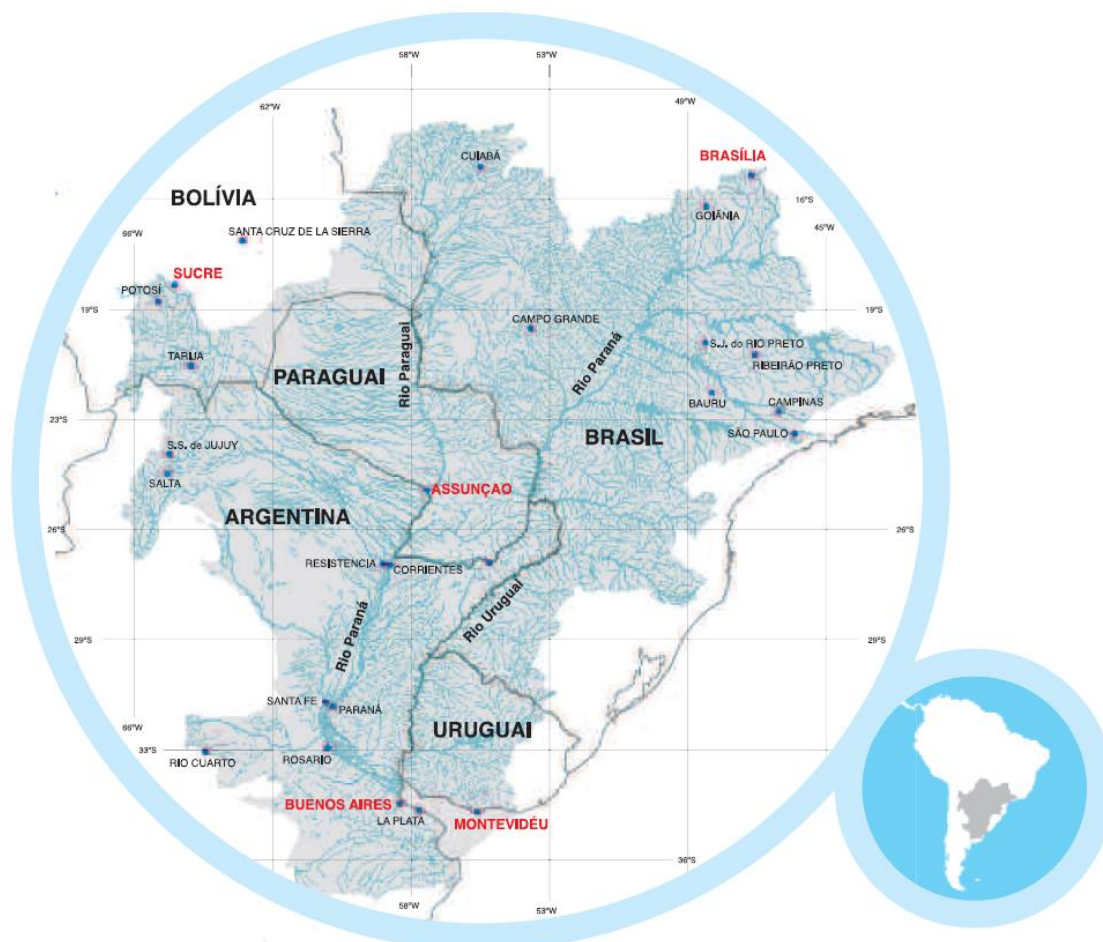 58°W
53°W
62°W
49°W
CUIABÁ
BRASÍLIA
BOLÍVIA
16°S
GOIÂNIA
45°W
66°W
SANTA CRUZ DE LA SIERRA
SUCRE
POTOSÍ
19°S
19°S
CAMPO GRANDE
Rio Paraguai
Rio Paraná
S.J. do RIO PRETO
TARIJA
RIBEIRÃO PRETO
PARAGUAI
BAURU
CAMPINAS
23°S
BRASIL
SÃO PAULO
S.S. de JUJUY
SALTA
ASSUNÇAO
ARGENTINA
26°S
26°S
RESISTENCIA
CORRIENTES
Rio Paraná
Rio Uruguai
29°S
29°S
SANTA FE
PARANÁ
URUGUAI
66°W
33°S
RIO CUARTO
ROSARIO
BUENOS AIRES
LA PLATA
MONTEVIDÉU
36°S
58°W
53°W